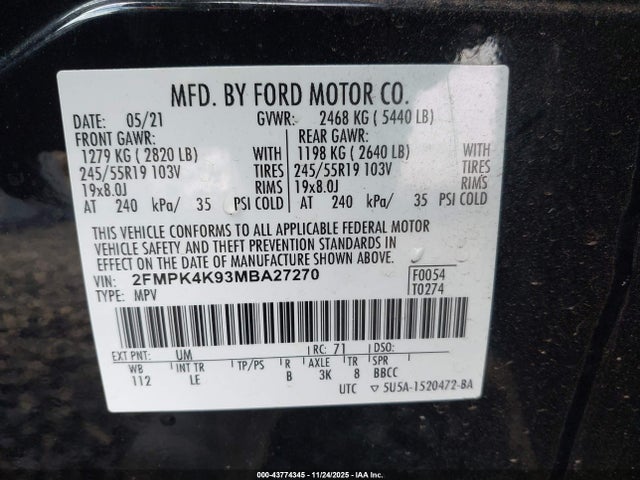 MFD. BY FORD MOTOR CO.
DATE: 05/21 GVWR: 2468 KG ( 5440 LB)
FRONT GAWR: REAR GAWR:
1279 KG ( 2820 LB) WITH 1198 KG ( 2640 LB) WITH
245/55R19 103V TIRES 245/55R19 103V TIRES
19x8.0J RIMS 19x8.0J RIMS
AT 240 kPa/ 35 PSI COLD AT 240 kPa/ 35 PSI COLD
THIS VEHICLE CONFORMS TO ALL APPLICABLE FEDERAL MOTOR
VEHICLE SAFETY AND THEFT PREVENTION STANDARDS IN
EFFECT ON THE DATE OF MANUFACTURE SHOWN ABOVE.
VIN: 2FMPK4K93MBA27270 F0054
TYPE: MPV T0274
EXT PNT: UM RC: 71 DSO:
WB INT TR TP/PS R AXLE TR SPR
112 LE B 3K 8 BBCC
UTC ▽ 5U5A-1520472-BA
000-43774345 - 11/24/2025 - IAA Inc.